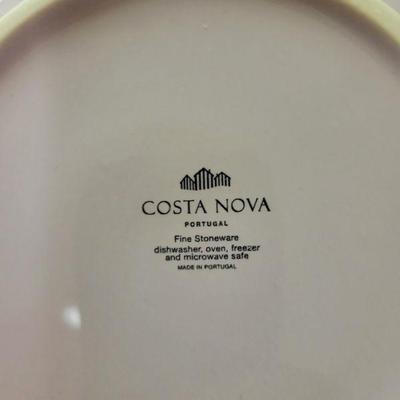 COSTA NOVA
PORTUGAL
Fine Stoneware
dishwasher, oven, freezer
and microwave safe
MADE IN PORTUGAL